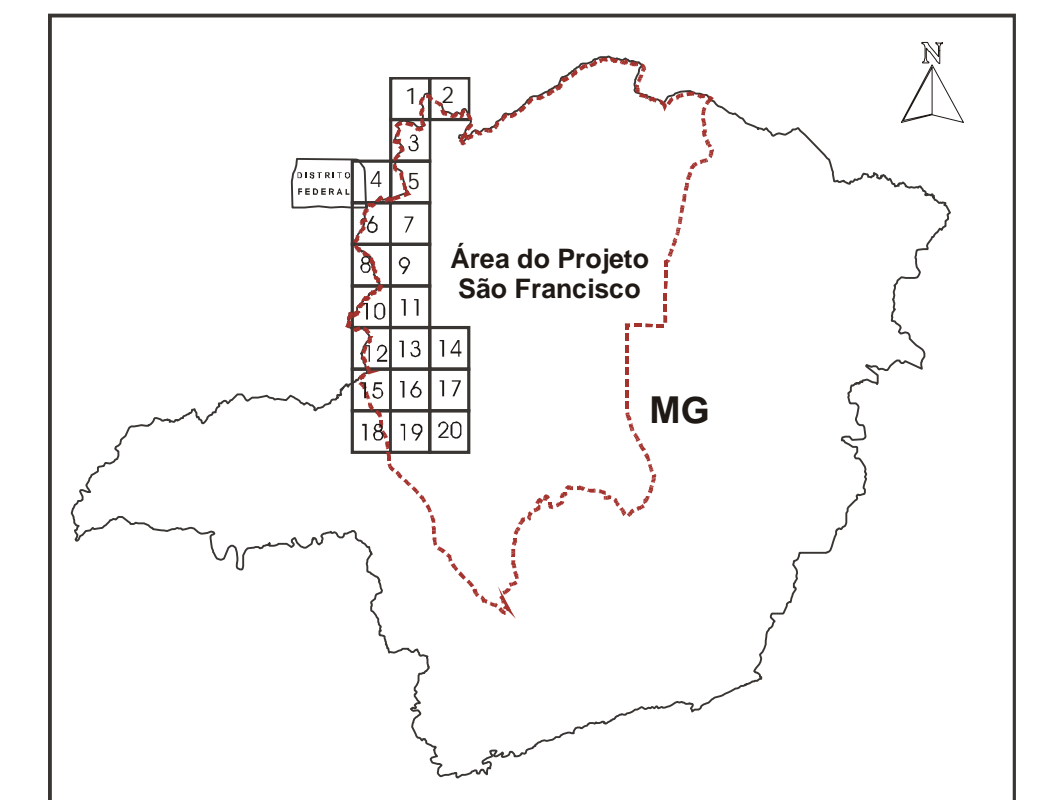 N
1 2
3
DISTRITO
FEDERAL
4 5
6 7
8 9
10 11
12 13 14
15 16 17
18 19 20
Área do Projeto
São Francisco
MG